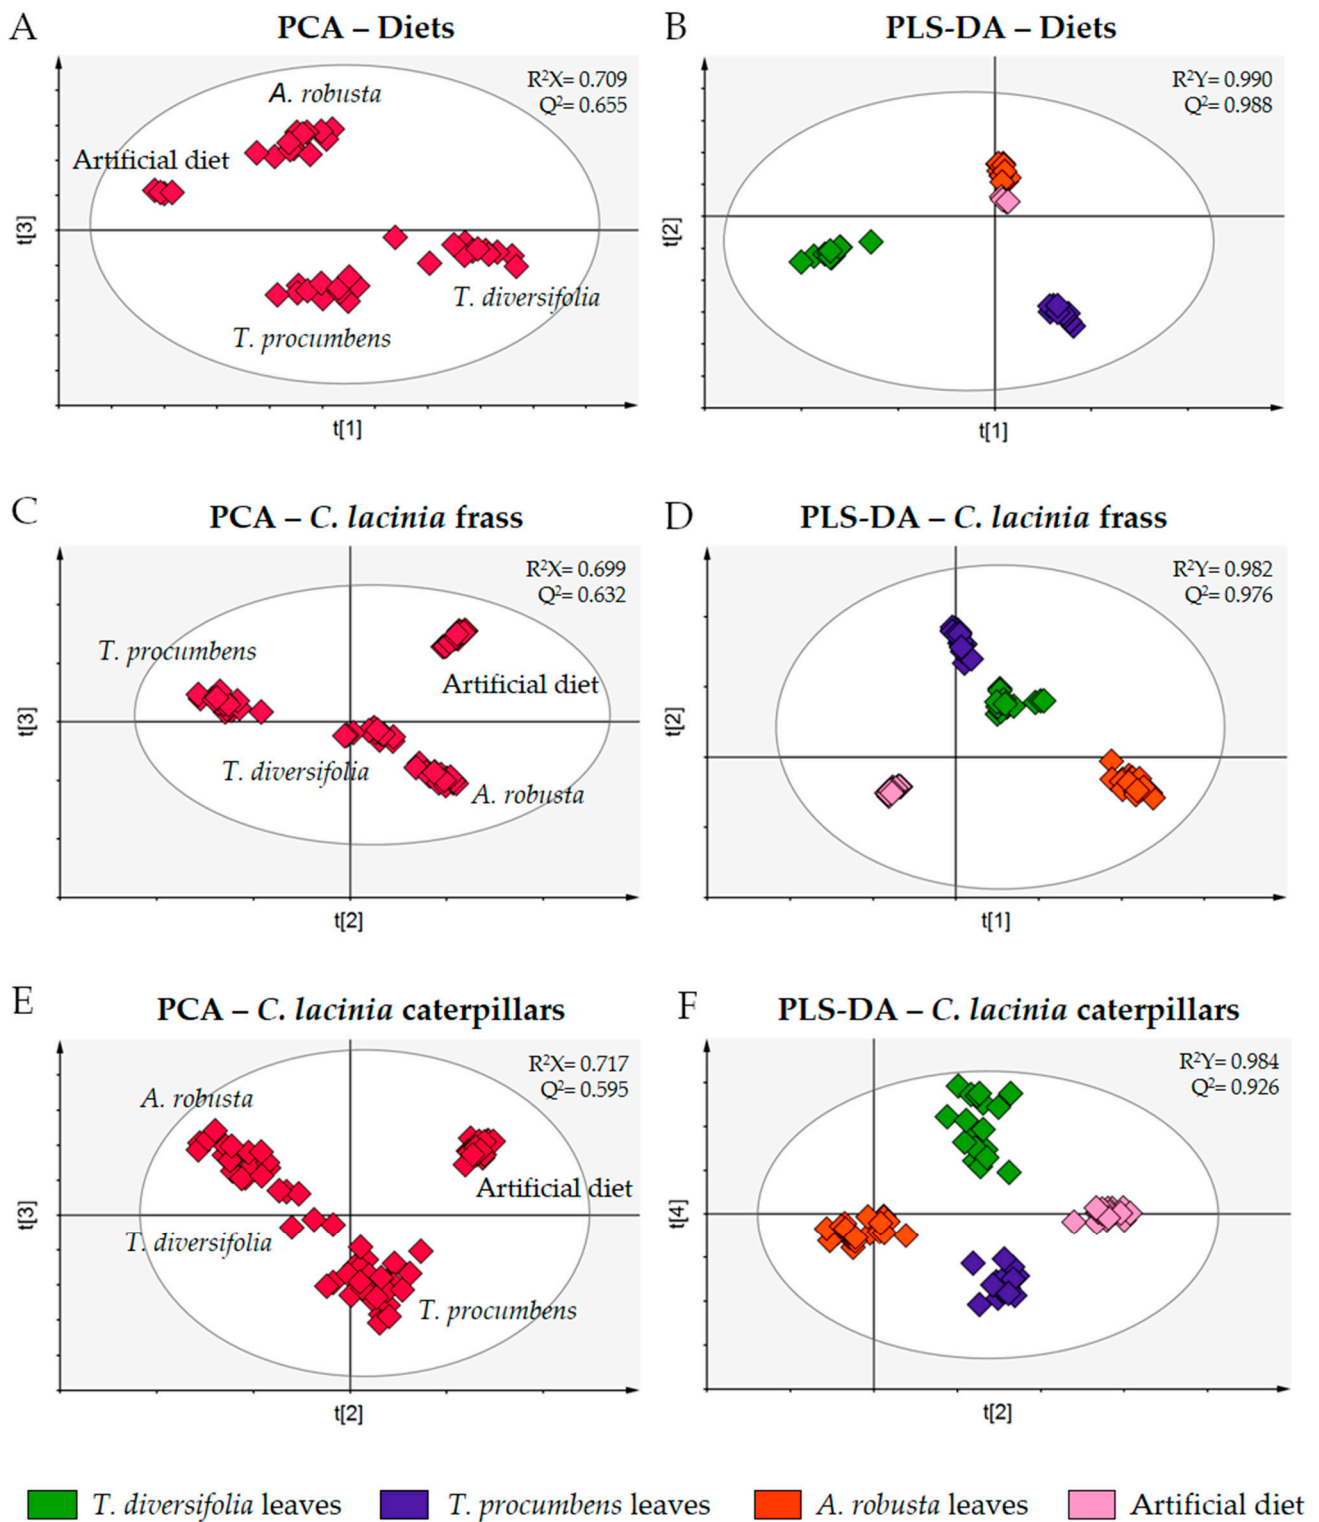 A
PCA – Diets
R²X= 0.709
Q²= 0.655
A. robusta
Artificial diet
T. diversifolia
T. procumbens
t[3]
t[1]
B
PLS-DA – Diets
R²Y= 0.990
Q²= 0.988
t[2]
t[1]
C
PCA – C. lacinia frass
R²X= 0.699
Q²= 0.632
T. procumbens
Artificial diet
T. diversifolia
A. robusta
t[3]
t[2]
D
PLS-DA – C. lacinia frass
R²Y= 0.982
Q²= 0.976
t[2]
t[1]
E
PCA – C. lacinia caterpillars
R²X= 0.717
Q²= 0.595
A. robusta
Artificial diet
T. diversifolia
T. procumbens
t[3]
t[2]
F
PLS-DA – C. lacinia caterpillars
R²Y= 0.984
Q²= 0.926
t[4]
t[2]
T. diversifolia leaves
T. procumbens leaves
A. robusta leaves
Artificial diet